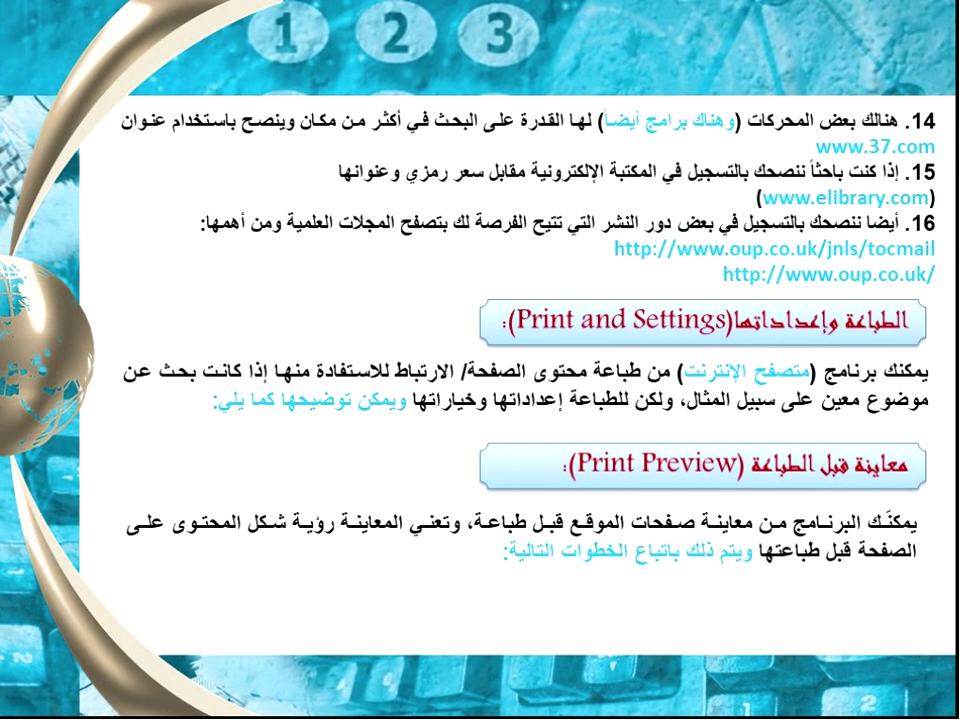 1 2 3
14. هنالك بعض المحركات (وهناك برامج أيضاً) لها القدرة على البحث في أكثر من مكان وينصح باستخدام عنوان
www.37.com
15. إذا كنت باحثاً ننصحك بالتسجيل في المكتبة الإلكترونية مقابل سعر رمزي وعنوانها
(www.elibrary.com)
16. أيضا ننصحك بالتسجيل في بعض دور النشر التي تتيح الفرصة لك بتصفح المجلات العلمية ومن أهمها:
http://www.oup.co.uk/jnls/tocmail
http://www.oup.co.uk/
الطباعة وإعداداتها(Print and Settings):
يمكنك برنامج (متصفح الإنترنت) من طباعة محتوى الصفحة/ الارتباط للاستفادة منها إذا كانت بحث عن
موضوع معين على سبيل المثال، ولكن للطباعة إعداداتها وخياراتها ويمكن توضيحها كما يلي:
معاينة قبل الطباعة (Print Preview):
يمكنّك البرنامج من معاينة صفحات الموقع قبل طباعة، وتعني المعاينة رؤية شكل المحتوى على
الصفحة قبل طباعتها ويتم ذلك باتباع الخطوات التالية:
1 2